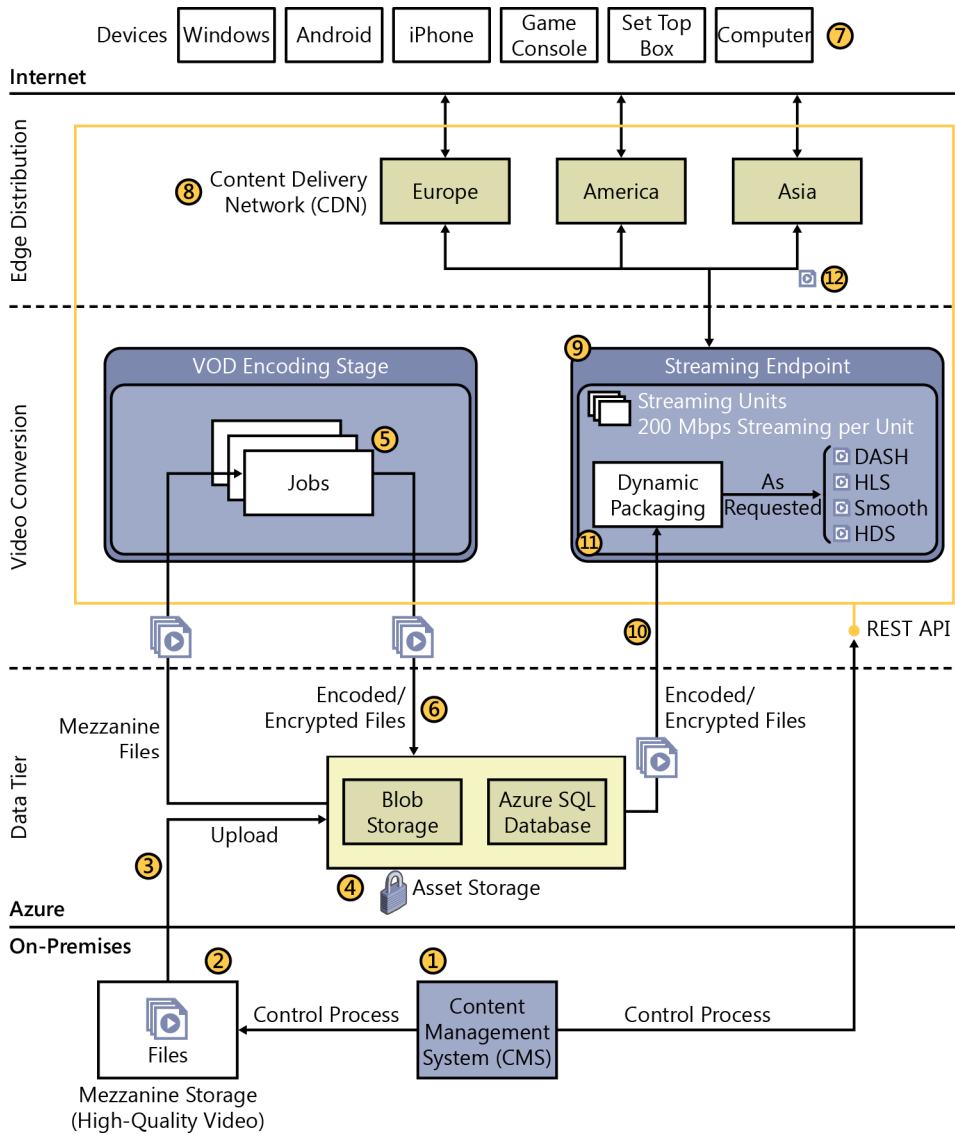 Devices
Windows
Android
iPhone
Game
Console
Set Top
Box
Computer
7
Internet
Edge Distribution
8
Content Delivery
Network (CDN)
Europe
America
Asia
12
Video Conversion
VOD Encoding Stage
5
Jobs
9
Streaming Endpoint
Streaming Units
200 Mbps Streaming per Unit
Dynamic
Packaging
As
Requested
DASH
HLS
Smooth
HDS
11
10
REST API
Data Tier
Mezzanine
Files
Encoded/
Encrypted Files
6
Encoded/
Encrypted Files
Blob
Storage
Azure SQL
Database
Upload
3
4
Asset Storage
Azure
On-Premises
2
1
Files
Control Process
Content
Management
System (CMS)
Control Process
Mezzanine Storage
(High-Quality Video)